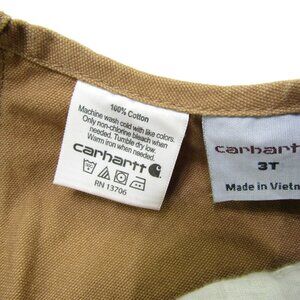 100% Cotton
Machine wash cold with like colors.
Only non-chlorine bleach when
needed. Tumble dry low.
Warm iron when needed.
carhartt
RN 13706
carhartt
3T
Made in Vietn